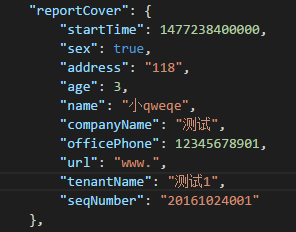 "reportCover": {
"startTime": 1477238400000,
"sex": true,
"address": "118",
"age": 3,
"name": "小qweqe",
"companyName": "测试",
"officePhone": 12345678901,
"url": "www.",
"tenantName": "测试1",
"seqNumber": "20161024001"
},